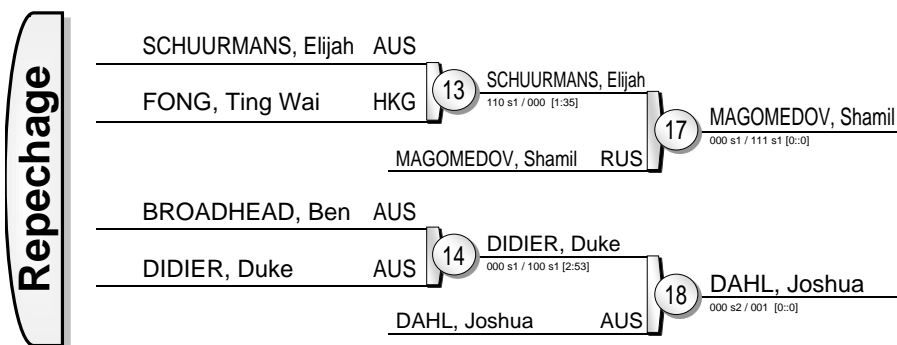 Repechage
SCHUURMANS, Elijah AUS
FONG, Ting Wai HKG
13
SCHUURMANS, Elijah
110 s1 / 000 [1:35]
MAGOMEDOV, Shamil RUS
17
MAGOMEDOV, Shamil
000 s1 / 111 s1 [0::0]
BROADHEAD, Ben AUS
DIDIER, Duke AUS
14
DIDIER, Duke
000 s1 / 100 s1 [2:53]
DAHL, Joshua AUS
18
DAHL, Joshua
000 s2 / 001 [0::0]